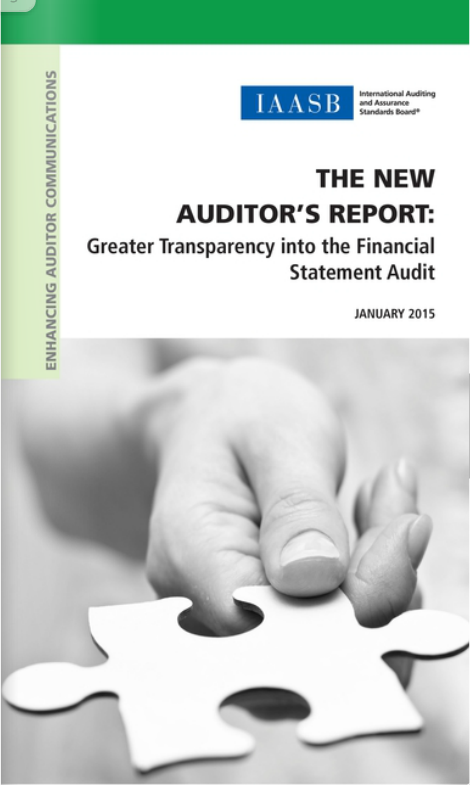 ENHANCING AUDITOR COMMUNICATIONS
IAASB
International Auditing
and Assurance
Standards Board®
THE NEW
AUDITOR'S REPORT:
Greater Transparency into the Financial
Statement Audit
JANUARY 2015